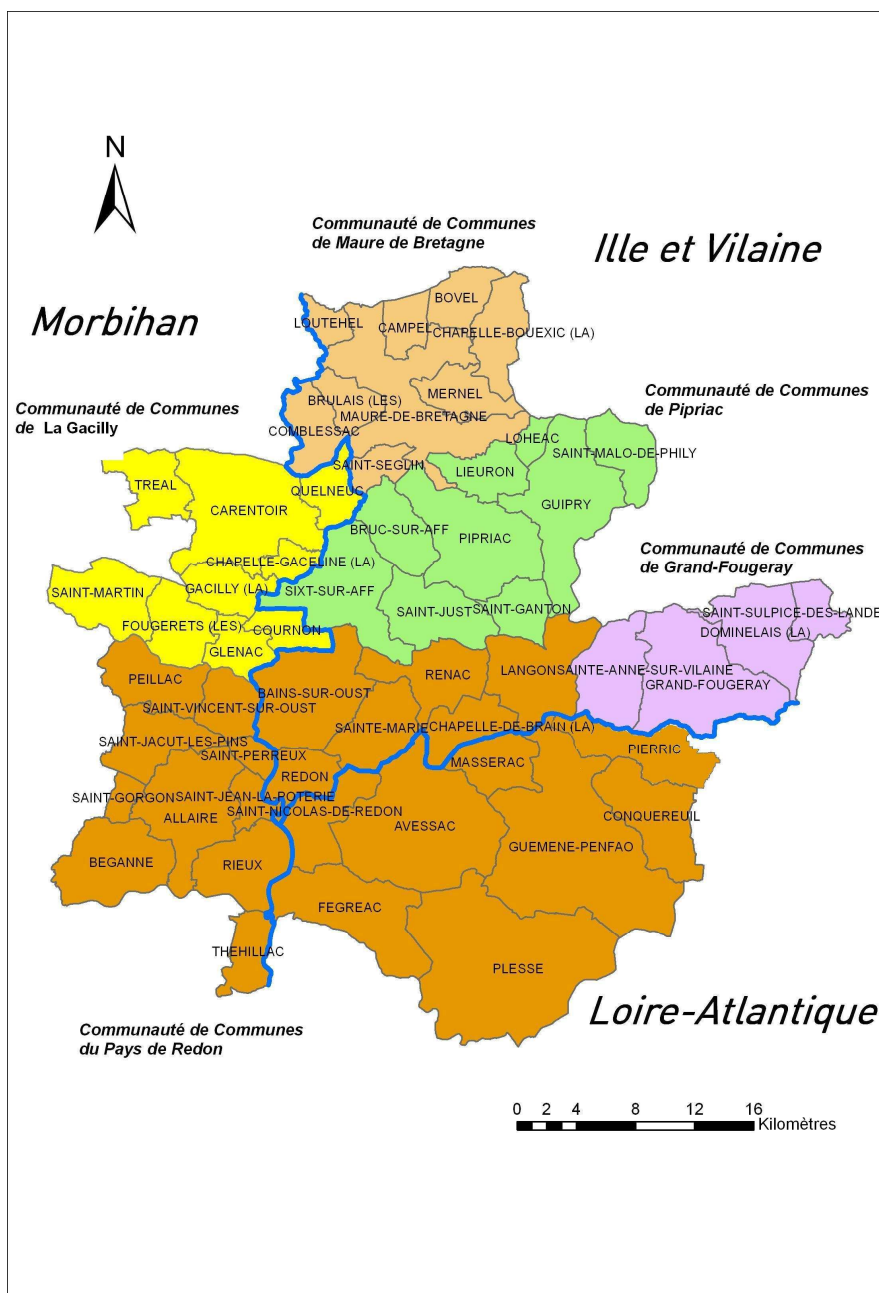 N
Communauté de Communes
de Maure de Bretagne
Ille et Vilaine
Morbihan
BOVEL
LOUTEHEL
CAMPEL
CHAPELLE-BOUEXIC (LA)
Communauté de Communes
de Pipriac
Communauté de Communes
de La Gacilly
BRULAIS (LES)
MERNEL
MAURE-DE-BRETAGNE
COMBLESSAC
LOHEAC
SAINT-MALO-DE-PHILY
SAINT-SEGLIN
LIEURON
TREAL
QUELNEUC
CARENTOIR
GUIPRY
BRUC-SUR-AFF
PIPRIAC
Communauté de Communes
de Grand-Fougeray
CHAPELLE-GACELINE (LA)
SAINT-MARTIN
GACILLY (LA)
SIXT-SUR-AFF
SAINT-JUST
SAINT-GANTON
SAINT-SULPICE-DES-LANDE
DOMINELAIS (LA)
FOUGERETS (LES)
COURNON
GLENAC
PEILLAC
RENAC
LANGON
SAINTE-ANNE-SUR-VILAINE
GRAND-FOUGERAY
BAINS-SUR-OUST
SAINT-VINCENT-SUR-OUST
SAINTE-MARIE
CHAPELLE-DE-BRAIN (LA)
SAINT-JACUT-LES-PINS
SAINT-PERREUX
PIERRIC
MASSERAC
REDON
SAINT-GORGON
SAINT-JEAN-LA-POTERIE
SAINT-NICOLAS-DE-REDON
ALLAIRE
AVESSAC
CONQUEREUIL
GUEMENE-PENFAO
BEGANNE
RIEUX
FEGREAC
THEHILLAC
PLESSE
Loire-Atlantique
Communauté de Communes
du Pays de Redon
0 2 4 8 12 16
Kilomètres